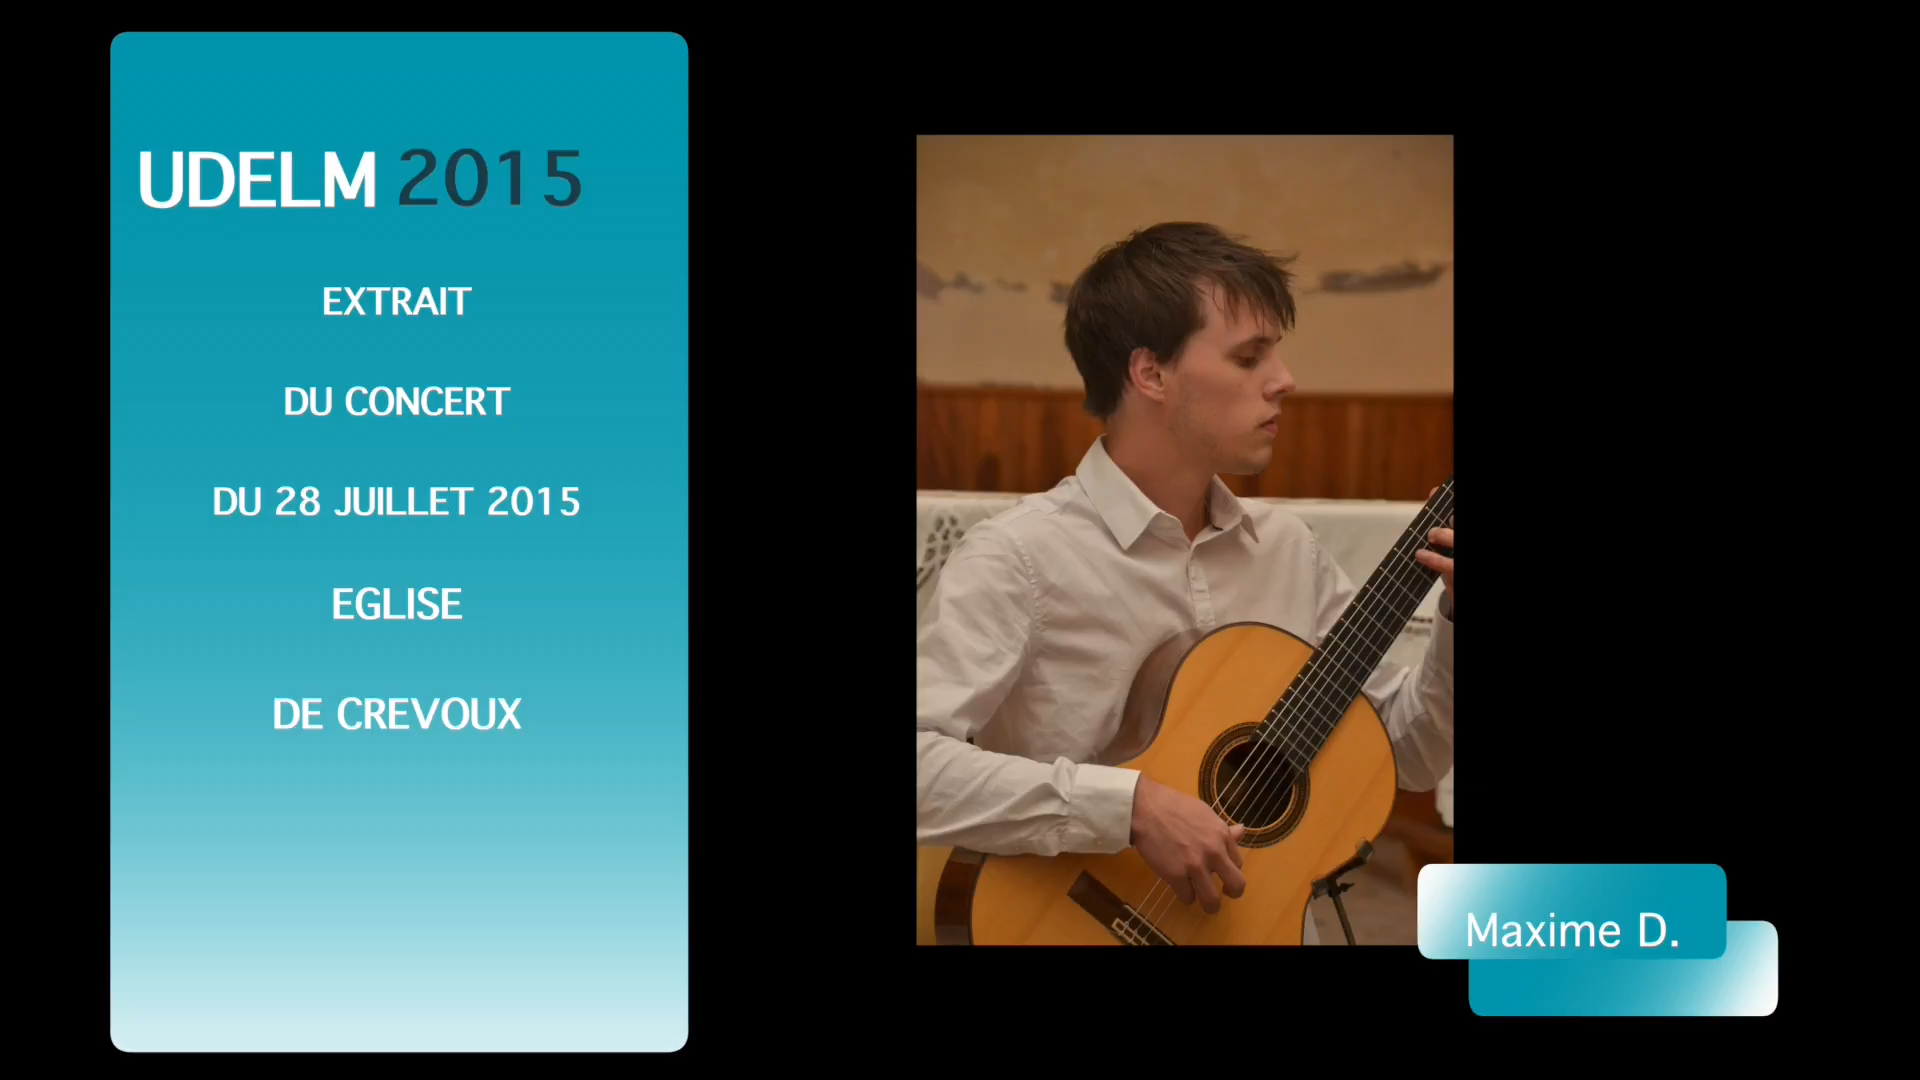 UDELM 2015
EXTRAIT
DU CONCERT
DU 28 JUILLET 2015
EGLISE
DE CREVOUX
Maxime D.